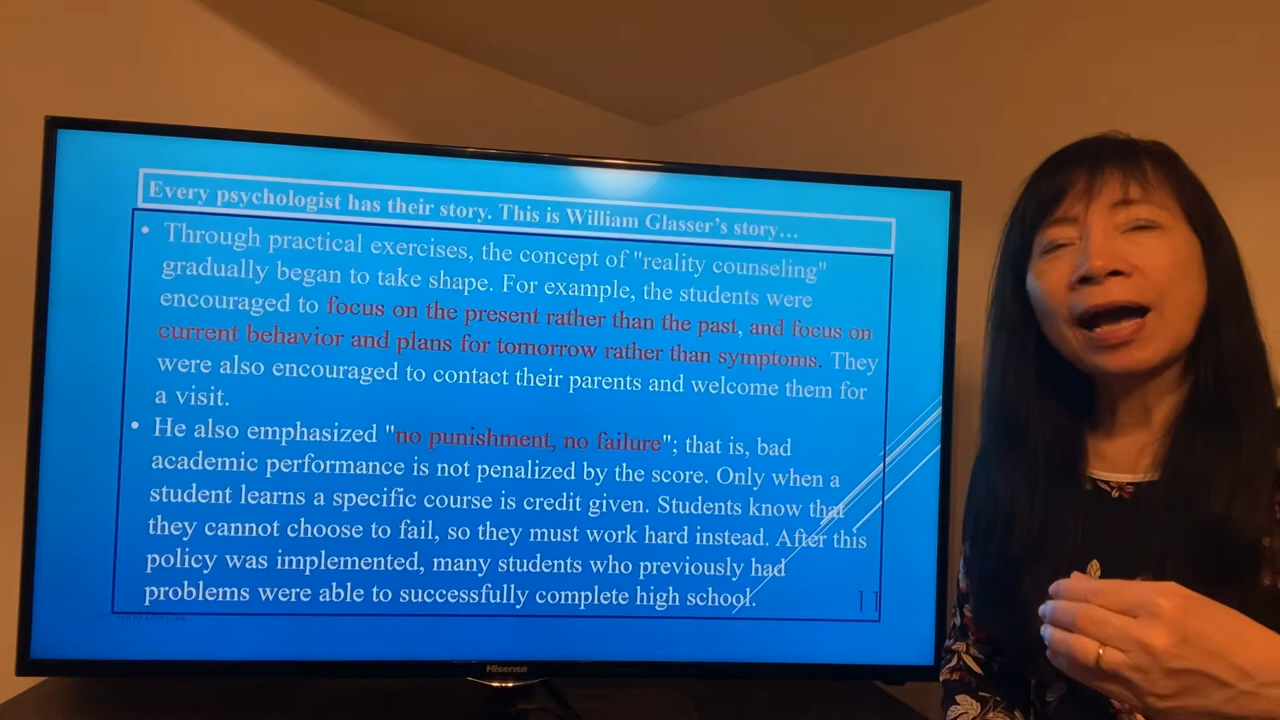 Every psychologist has their story. This is William Glasser's story...
• Through practical exercises, the concept of "reality counseling"
gradually began to take shape. For example, the students were
encouraged to focus on the present rather than the past, and focus on
current behavior and plans for tomorrow rather than symptoms. They
were also encouraged to contact their parents and welcome them for
a visit.
• He also emphasized "no punishment, no failure"; that is, bad
academic performance is not penalized by the score. Only when a
student learns a specific course is credit given. Students know that
they cannot choose to fail, so they must work hard instead. After this
policy was implemented, many students who previously had
problems were able to successfully complete high school.
11
Hisense